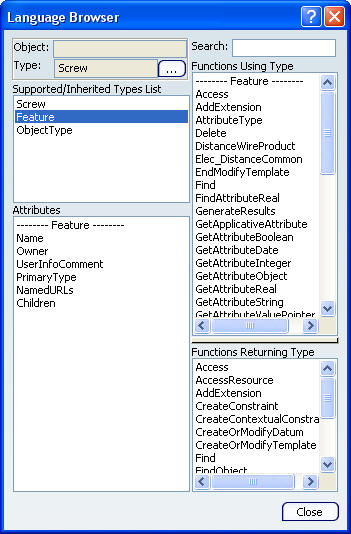 Language Browser
Object:
Type: Screw ...
Supported/Inherited Types List
Screw
Feature
ObjectType
Attributes
-------- Feature --------
Name
Owner
UserInfoComment
PrimaryType
NamedURLs
Children
Search:
Functions Using Type
-------- Feature --------
Access
AddExtension
AttributeType
Delete
DistanceWireProduct
Elec_DistanceCommon
EndModifyTemplate
Find
FindAttributeReal
GenerateResults
GetApplicativeAttribute
GetAttributeBoolean
GetAttributeDate
GetAttributeInteger
GetAttributeObject
GetAttributeReal
GetAttributeString
GetAttributeValuePointer
Functions Returning Type
Access
AccessResource
AddExtension
CreateConstraint
CreateContextualConstra
CreateOrModifyDatum
CreateOrModifyTemplate
Find
FindObject
Close